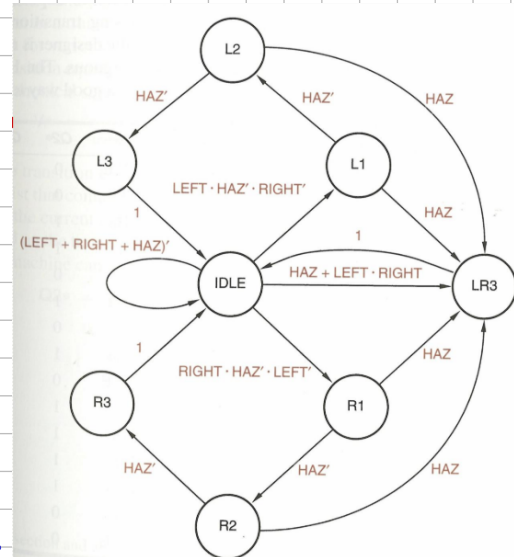 L2
HAZ'
HAZ'
HAZ
L3
L1
LEFT · HAZ' · RIGHT'
1
HAZ
(LEFT + RIGHT + HAZ)'
1
IDLE
HAZ + LEFT · RIGHT
LR3
1
RIGHT · HAZ' · LEFT'
HAZ
R3
R1
HAZ'
HAZ'
HAZ
R2